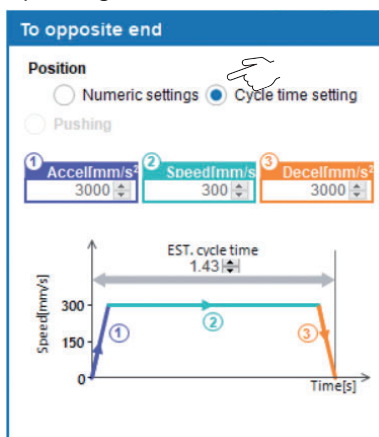 To opposite end
Position
Numeric settings Cycle time setting
Pushing
1 Accel[mm/s² 2 Speed[mm/s 3 Decel[mm/s²
3000 300 3000
EST. cycle time
1.43
Speed[mm/s]
300
150
0
1 2 3
Time[s]